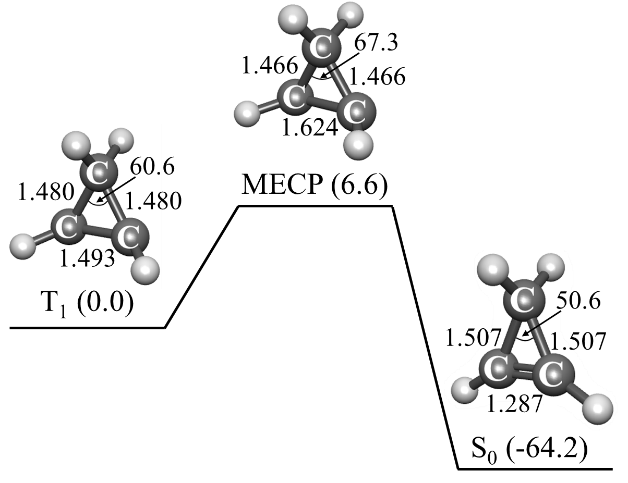 C
67.3
1.466
1.466
C
C
1.624
MECP (6.6)
C
60.6
1.480
1.480
C
C
1.493
T₁ (0.0)
C
50.6
1.507
1.507
C
C
1.287
S₀ (-64.2)